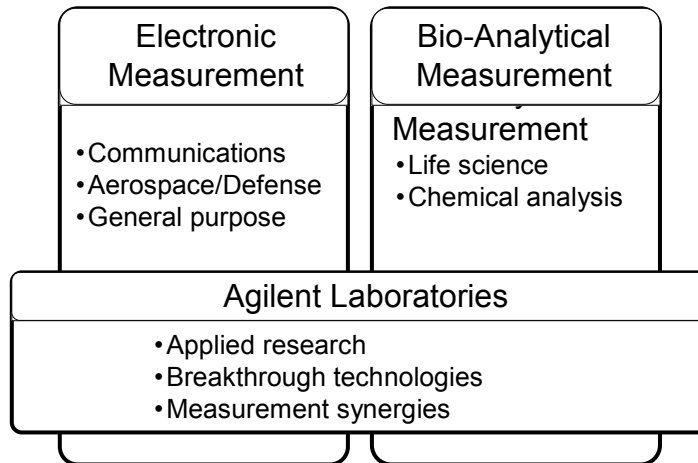 Electronic
Measurement
•Communications
•Aerospace/Defense
•General purpose
Bio-Analytical
Measurement
Measurement
•Life science
•Chemical analysis
Agilent Laboratories
•Applied research
•Breakthrough technologies
•Measurement synergies